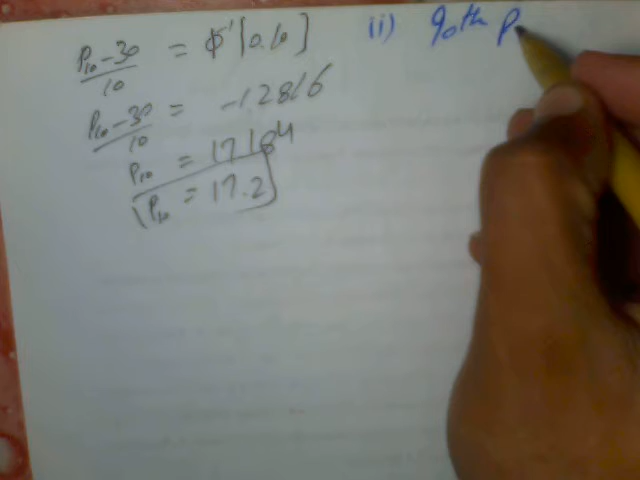 P₁₀ - 30 / 10 = Φ⁻¹[0.10]
P₁₀ - 30 / 10 = -1.2816
P₁₀ = 17.184
P₁₀ = 17.2
ii) 90th P